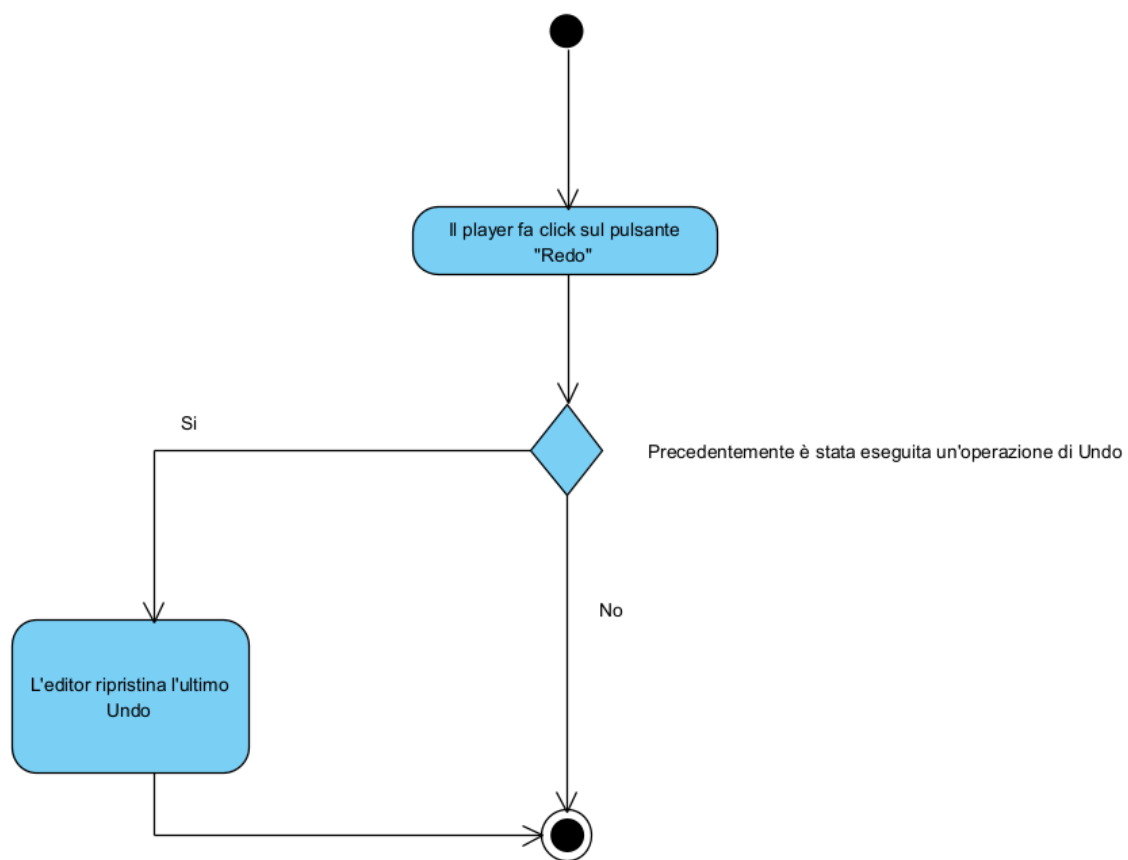 Il player fa click sul pulsante
"Redo"
Si
Precedentemente è stata eseguita un'operazione di Undo
No
L'editor ripristina l'ultimo
Undo